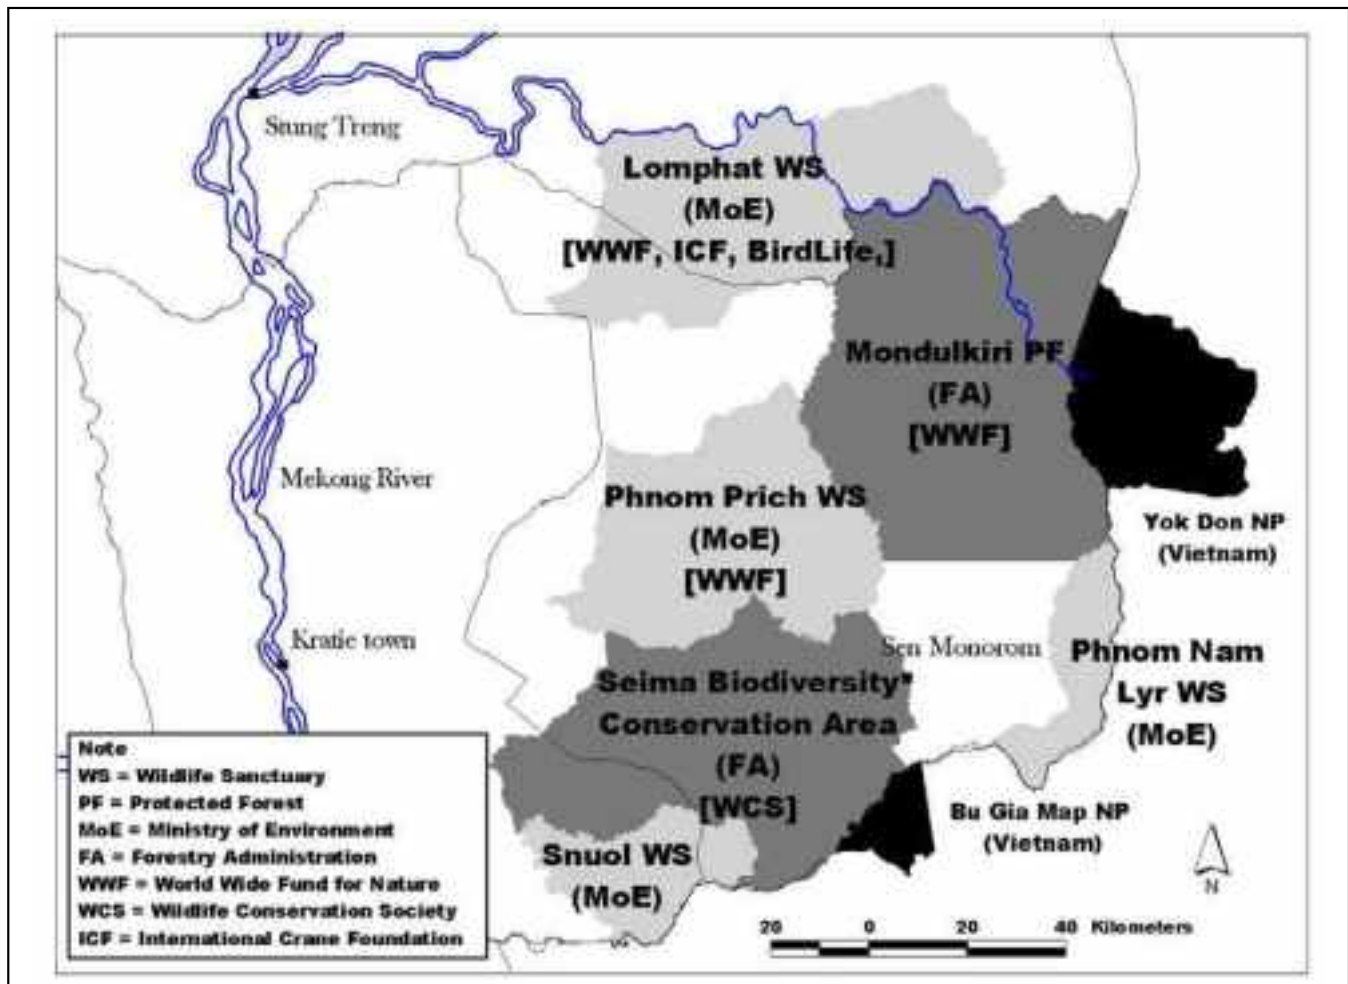 Stung Treng
Lomphat WS
(MoE)
[WWF, ICF, BirdLife,]
Mondulkiri PF
(FA)
[WWF]
Mekong River
Phnom Prich WS
(MoE)
[WWF]
Yok Don NP
(Vietnam)
Kratie town
Sen Monorom
Phnom Nam
Lyr WS
(MoE)
Seima Biodiversity
Conservation Area
(FA)
[WCS]
Bu Gia Map NP
(Vietnam)
Snuol WS
(MoE)
N
20 0 20 40 Kilometers
Note
WS = Wildlife Sanctuary
PF = Protected Forest
MoE = Ministry of Environment
FA = Forestry Administration
WWF = World Wide Fund for Nature
WCS = Wildlife Conservation Society
ICF = International Crane Foundation